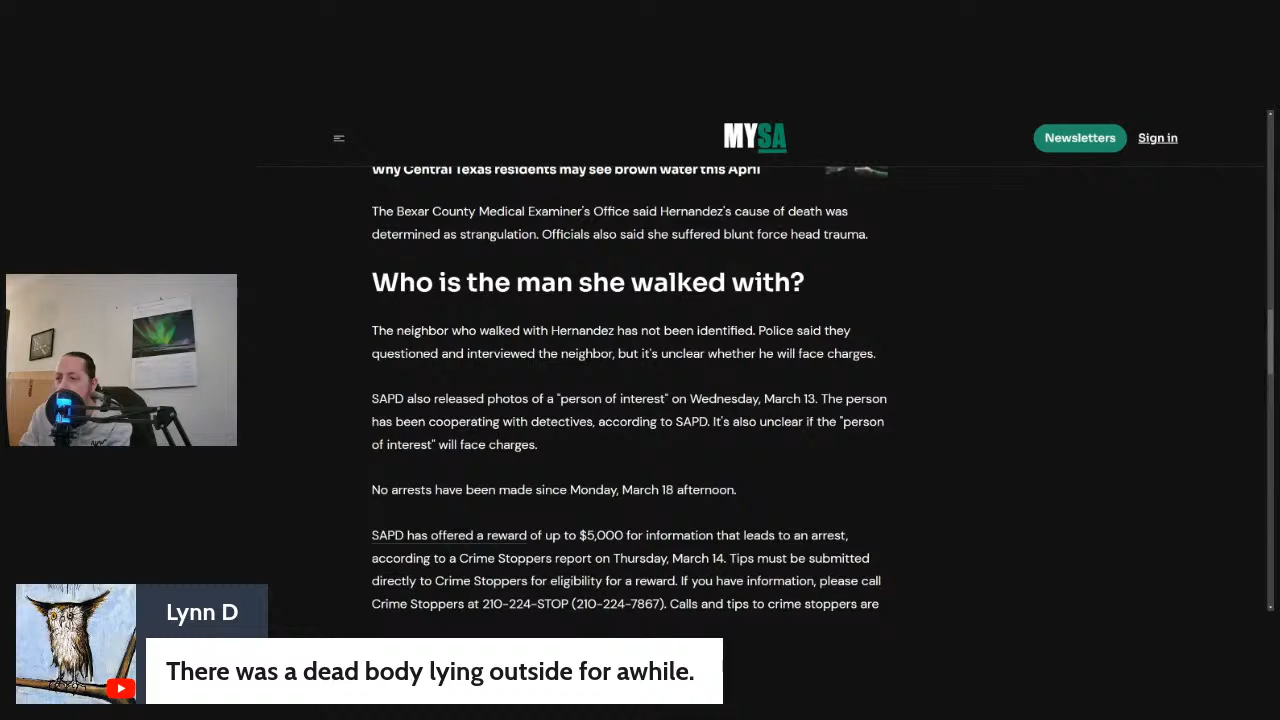 MYSA
Newsletters
Sign in
Why Central Texas residents may see brown water this April
The Bexar County Medical Examiner's Office said Hernandez's cause of death was
determined as strangulation. Officials also said she suffered blunt force head trauma.
Who is the man she walked with?
The neighbor who walked with Hernandez has not been identified. Police said they
questioned and interviewed the neighbor, but it's unclear whether he will face charges.
SAPD also released photos of a "person of interest" on Wednesday, March 13. The person
has been cooperating with detectives, according to SAPD. It's also unclear if the "person
of interest" will face charges.
No arrests have been made since Monday, March 18 afternoon.
SAPD has offered a reward of up to $5,000 for information that leads to an arrest,
according to a Crime Stoppers report on Thursday, March 14. Tips must be submitted
directly to Crime Stoppers for eligibility for a reward. If you have information, please call
Crime Stoppers at 210-224-STOP (210-224-7867). Calls and tips to crime stoppers are
Lynn D
There was a dead body lying outside for awhile.